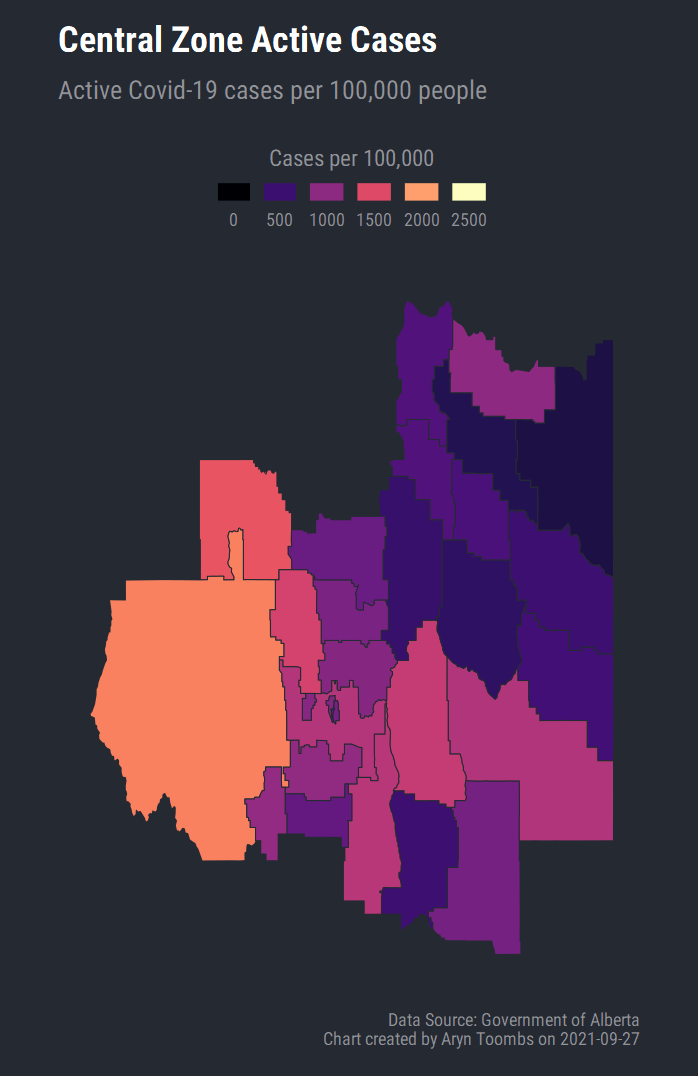 Central Zone Active Cases
Active Covid-19 cases per 100,000 people
Cases per 100,000
0 500 1000 1500 2000 2500
Data Source: Government of Alberta
Chart created by Aryn Toombs on 2021-09-27